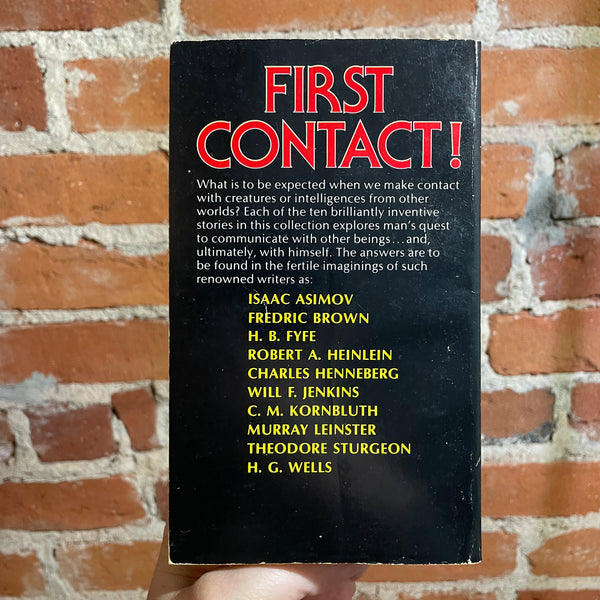 FIRST
CONTACT!
What is to be expected when we make contact
with creatures or intelligences from other
worlds? Each of the ten brilliantly inventive
stories in this collection explores man's quest
to communicate with other beings...and,
ultimately, with himself. The answers are to
be found in the fertile imaginings of such
renowned writers as:
ISAAC ASIMOV
FREDRIC BROWN
H. B. FYFE
ROBERT A. HEINLEIN
CHARLES HENNEBERG
WILL F. JENKINS
C. M. KORNBLUTH
MURRAY LEINSTER
THEODORE STURGEON
H. G. WELLS